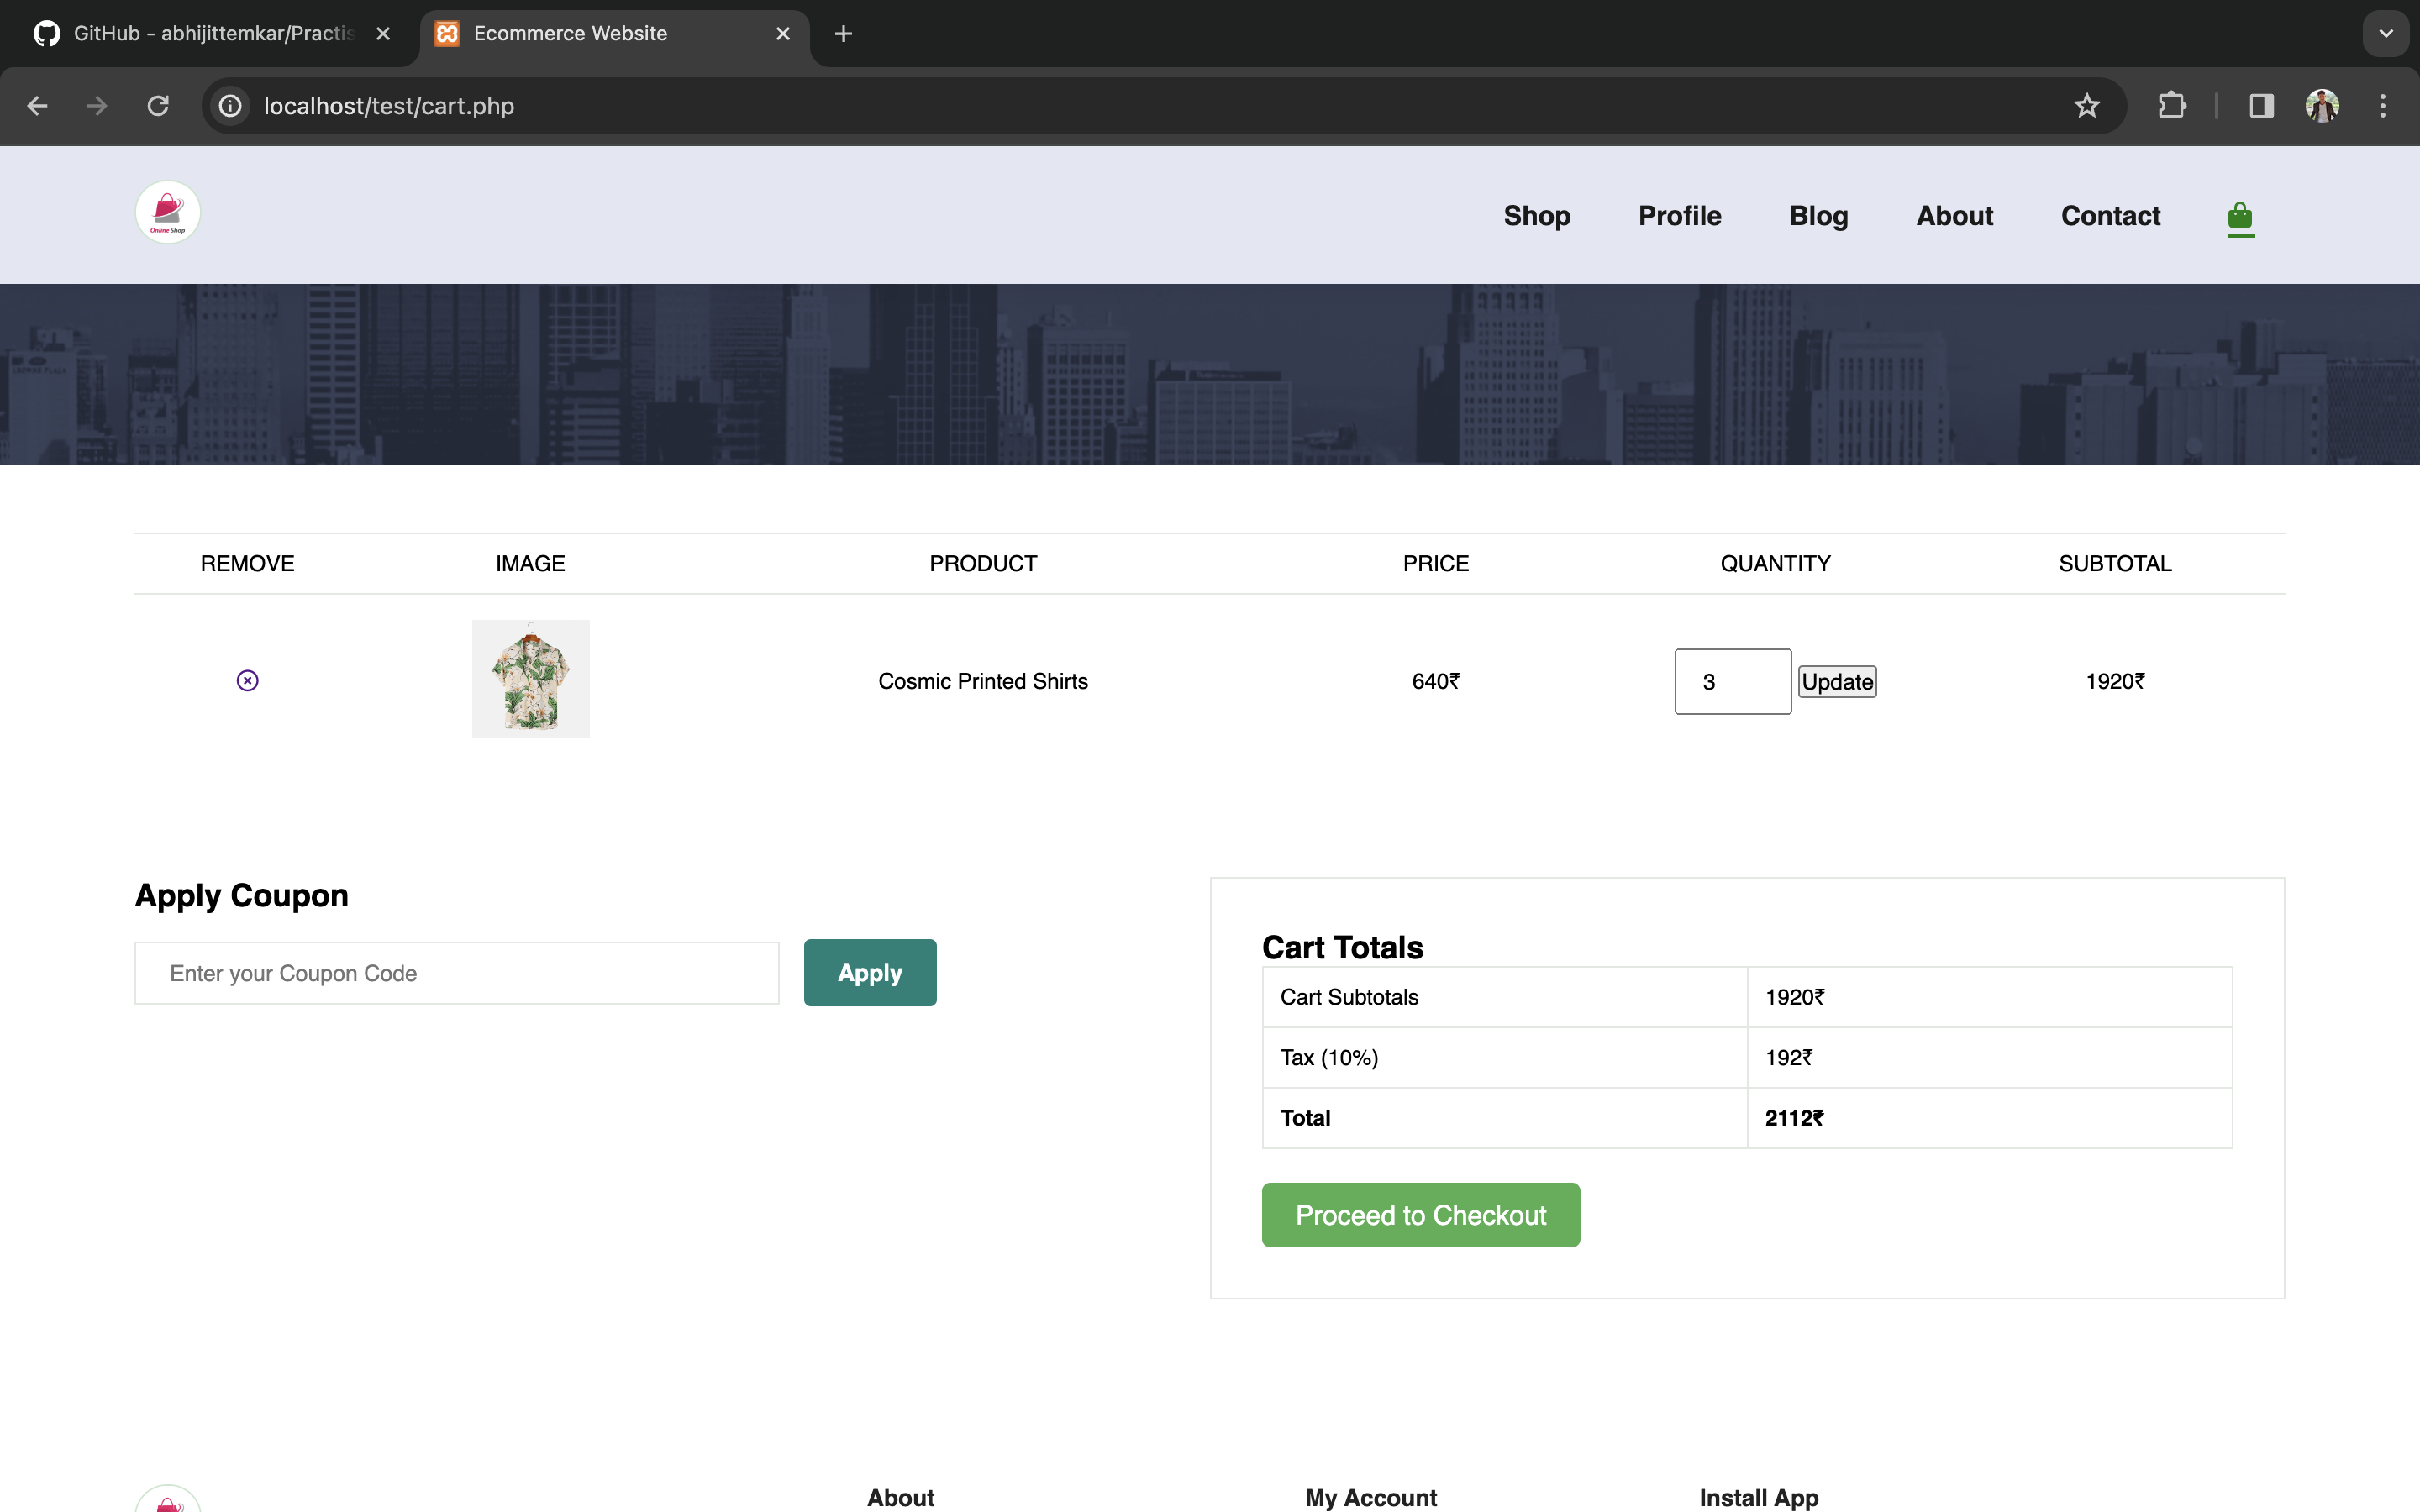 GitHub - abhijittemkar/Practis
Ecommerce Website
localhost/test/cart.php
Online Shop
Shop Profile Blog About Contact
REMOVE IMAGE PRODUCT PRICE QUANTITY SUBTOTAL
Cosmic Printed Shirts 640₹ 3 Update 1920₹
Apply Coupon
Enter your Coupon Code Apply
Cart Totals
Cart Subtotals 1920₹
Tax (10%) 192₹
Total 2112₹
Proceed to Checkout
About My Account Install App